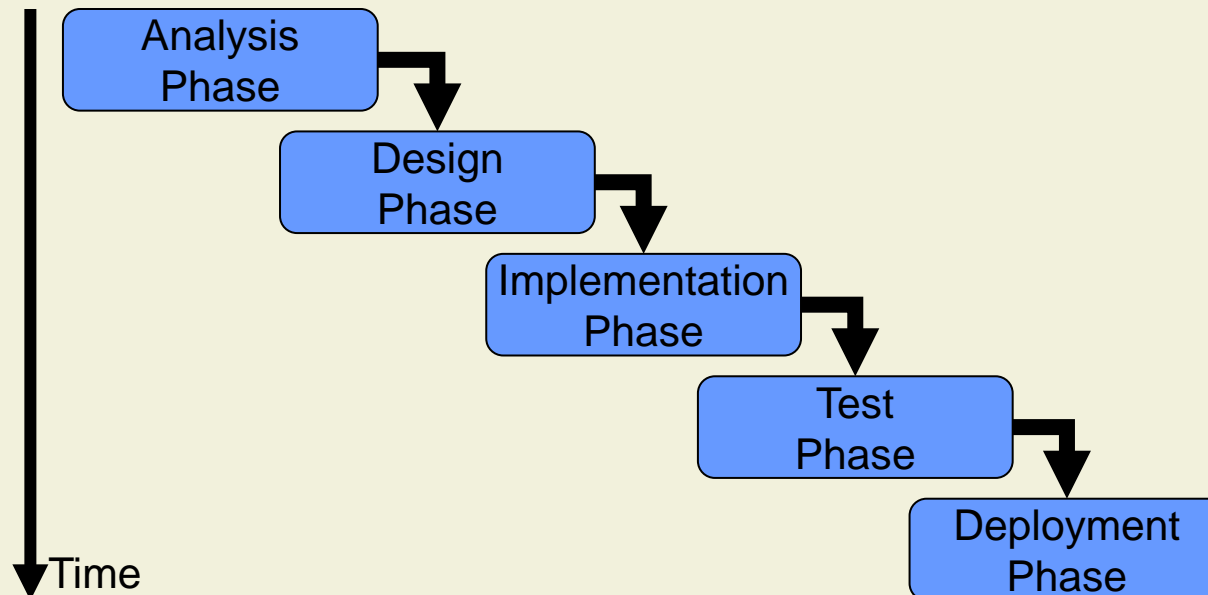 Analysis
Phase
Design
Phase
Implementation
Phase
Test
Phase
Deployment
Phase
Time